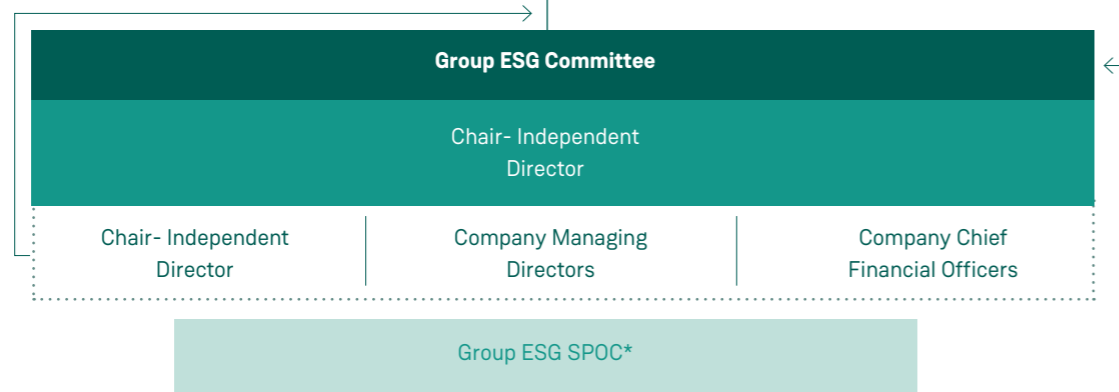 Group ESG Committee
Chair- Independent
Director
Chair- Independent
Director
Company Managing
Directors
Company Chief
Financial Officers
Group ESG SPOC*